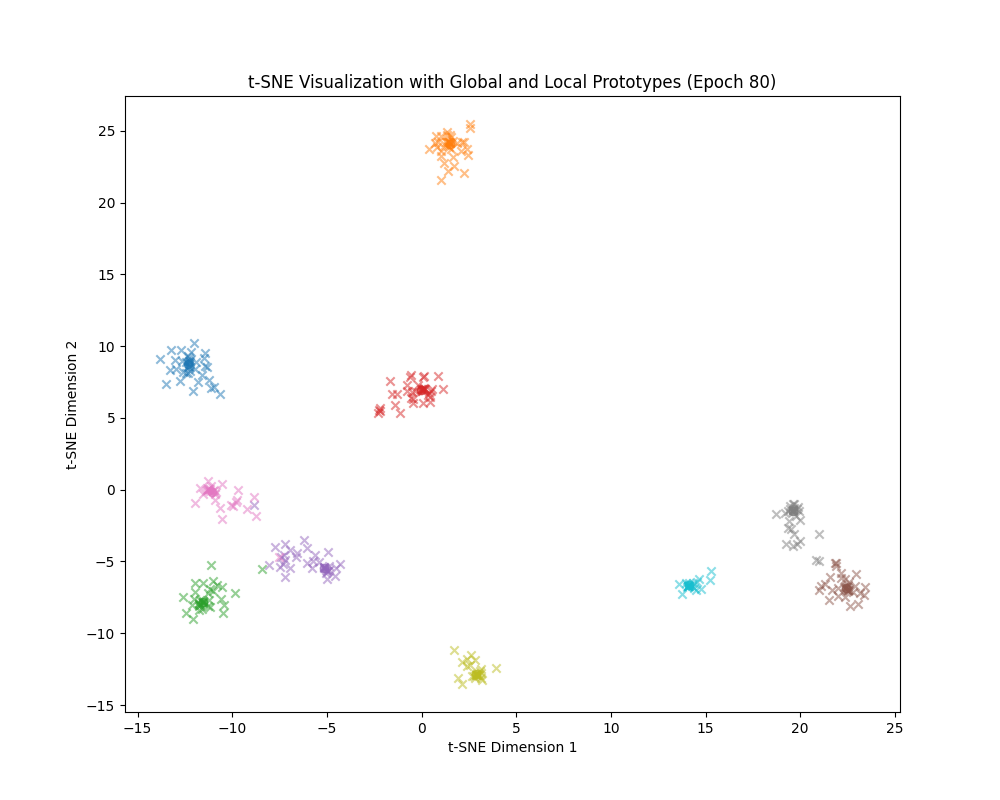 t-SNE Visualization with Global and Local Prototypes (Epoch 80)
25
20
15
10
5
0
−5
−10
−15
t-SNE Dimension 2
−15 −10 −5 0 5 10 15 20 25
t-SNE Dimension 1